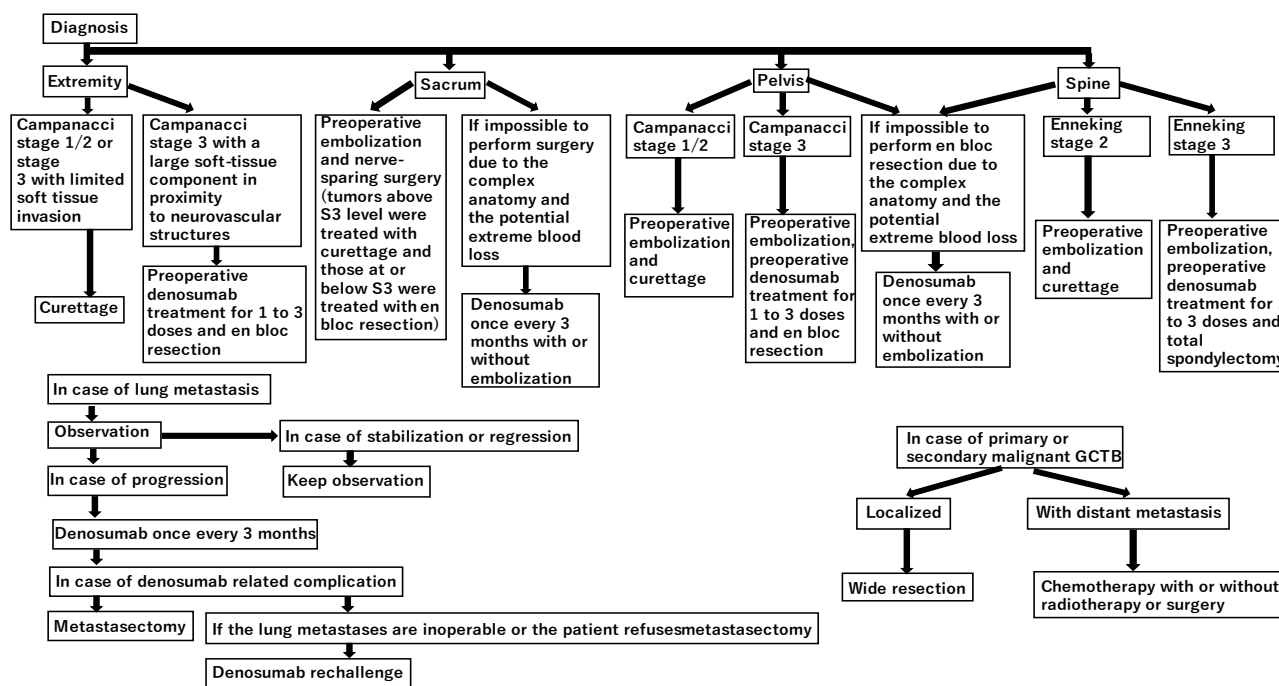 Diagnosis
Extremity
Sacrum
Pelvis
Spine
Campanacci
stage 1/2 or
stage
3 with limited
soft tissue
invasion
Campanacci
stage 3 with a
large soft-tissue
component in
proximity
to neurovascular
structures
Preoperative
embolization
and nerve-
sparing surgery
(tumors above
S3 level were
treated with
curettage and
those at or
below S3 were
treated with en
bloc resection)
If impossible to
perform surgery
due to the
complex
anatomy and
the potential
extreme blood
loss
Campanacci
stage 1/2
Campanacci
stage 3
If impossible to
perform en bloc
resection due to
the complex
anatomy and the
potential
extreme blood loss
Enneking
stage 2
Enneking
stage 3
Curettage
Preoperative
denosumab
treatment for 1 to 3
doses and en bloc
resection
Denosumab
once every 3
months with or
without
embolization
Preoperative
embolization
and
curettage
Preoperative
embolization,
preoperative
denosumab
treatment for
1 to 3 doses
and en bloc
resection
Denosumab
once every 3
months with or
without
embolization
Preoperative
embolization
and
curettage
Preoperative
embolization,
preoperative
denosumab
treatment for
to 3 doses and
total
spondylectomy
In case of lung metastasis
Observation
In case of stabilization or regression
Keep observation
In case of progression
Denosumab once every 3 months
In case of denosumab related complication
Metastasectomy
If the lung metastases are inoperable or the patient refusesmetastasectomy
Denosumab rechallenge
In case of primary or
secondary malignant GCTB
Localized
With distant metastasis
Wide resection
Chemotherapy with or without
radiotherapy or surgery